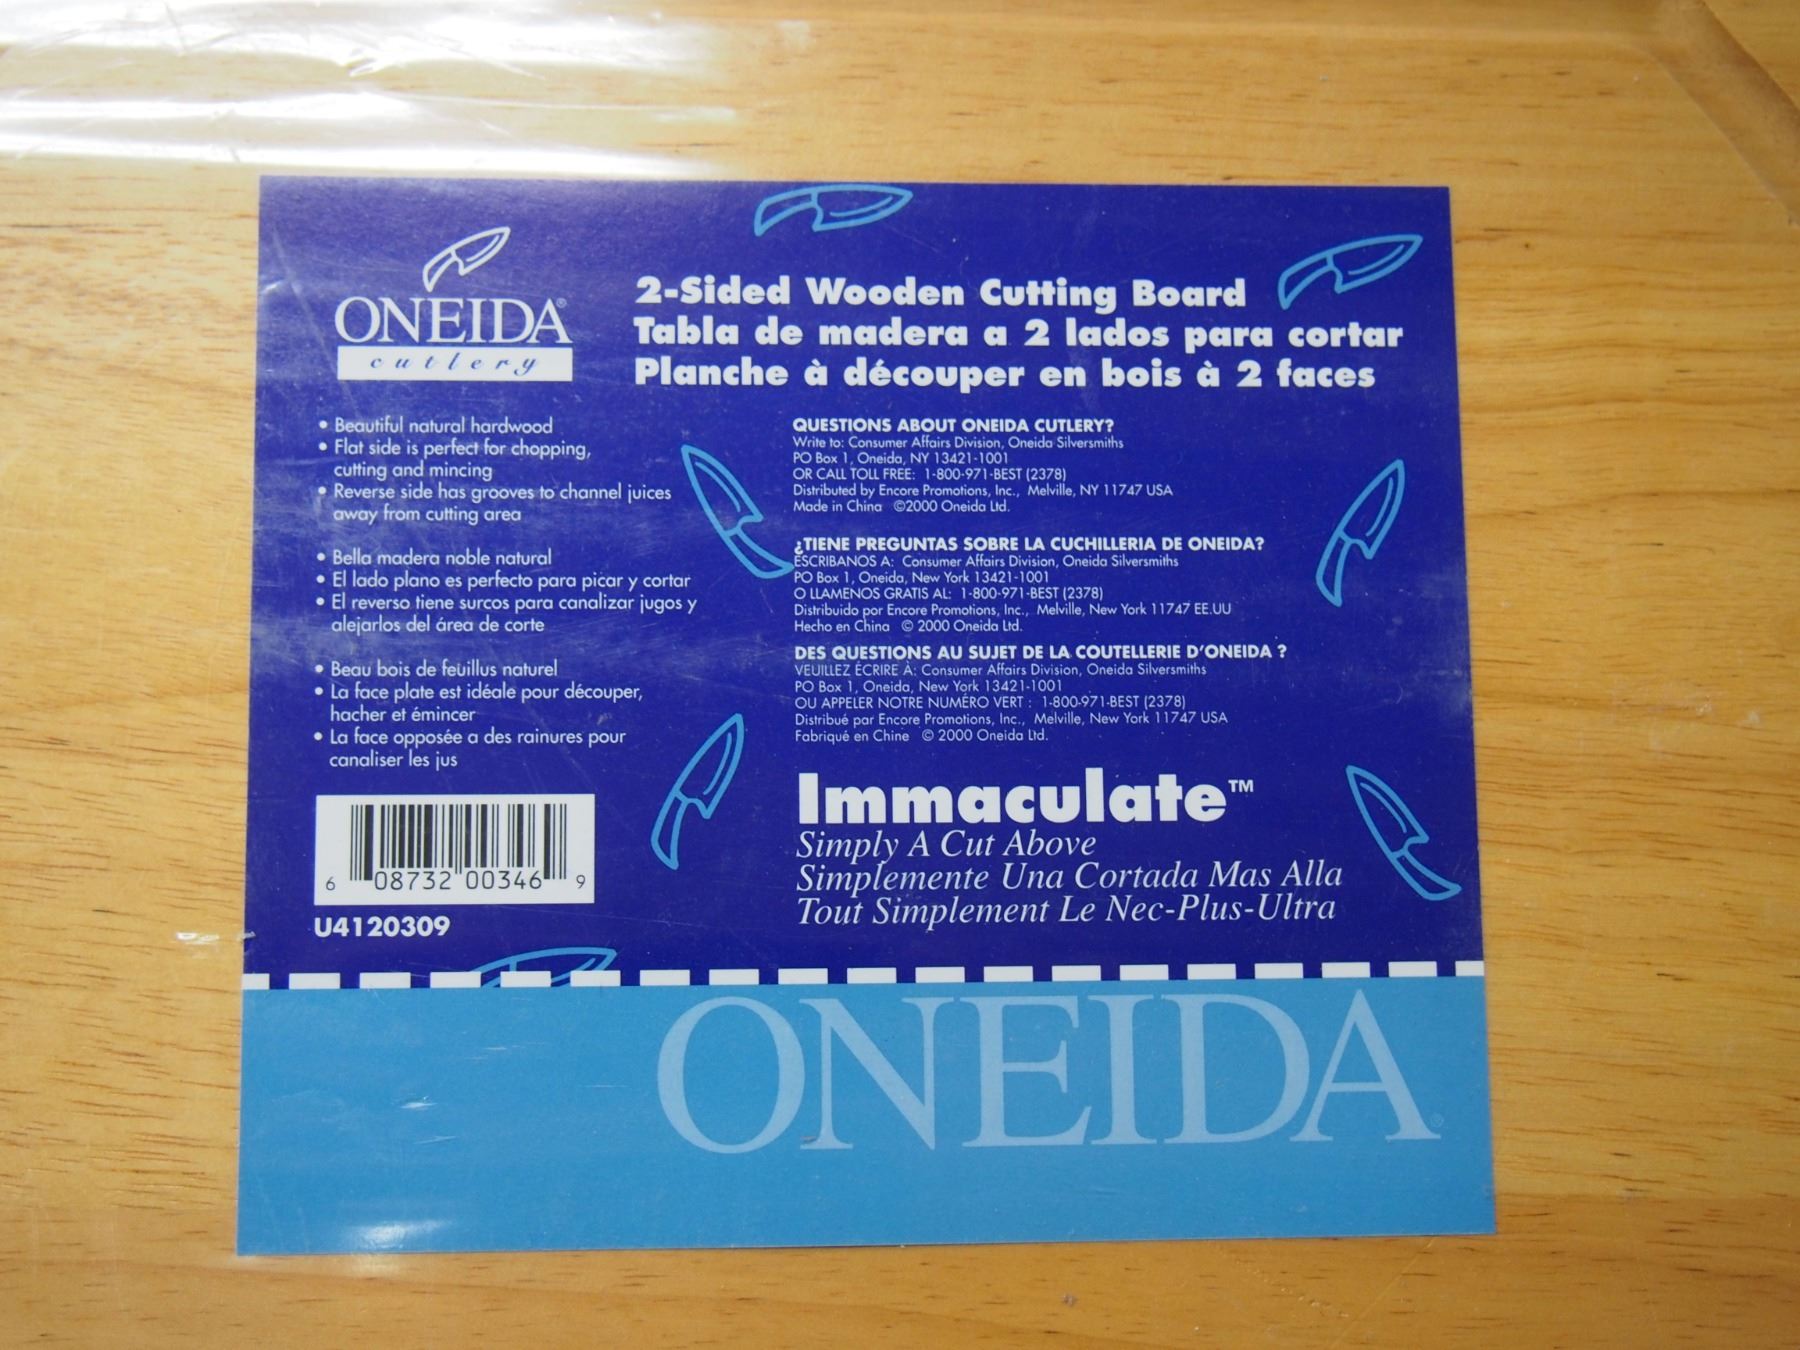 ONEIDA®
cutlery
2-Sided Wooden Cutting Board
Tabla de madera a 2 lados para cortar
Planche à découper en bois à 2 faces
• Beautiful natural hardwood
• Flat side is perfect for chopping,
cutting and mincing
• Reverse side has grooves to channel juices
away from cutting area
• Bella madera noble natural
• El lado plano es perfecto para picar y cortar
• El reverso tiene surcos para canalizar jugos y
alejarlos del área de corte
• Beau bois de feuillus naturel
• La face plate est idéale pour découper,
hacher et émincer
• La face opposée a des rainures pour
canaliser les jus
6 08732 00346 9
U4120309
QUESTIONS ABOUT ONEIDA CUTLERY?
Write to: Consumer Affairs Division, Oneida Silversmiths
PO Box 1, Oneida, NY 13421-1001
OR CALL TOLL FREE: 1-800-971-BEST (2378)
Distributed by Encore Promotions, Inc., Melville, NY 11747 USA
Made in China ©2000 Oneida Ltd.
¿TIENE PREGUNTAS SOBRE LA CUCHILLERIA DE ONEIDA?
ESCRIBANOS A: Consumer Affairs Division, Oneida Silversmiths
PO Box 1, Oneida, New York 13421-1001
O LLAMENOS GRATIS AL: 1-800-971-BEST (2378)
Distribuido por Encore Promotions, Inc., Melville, New York 11747 EE.UU
Hecho en China © 2000 Oneida Ltd.
DES QUESTIONS AU SUJET DE LA COUTELLERIE D'ONEIDA ?
VEUILLEZ ÉCRIRE À: Consumer Affairs Division, Oneida Silversmiths
PO Box 1, Oneida, New York 13421-1001
OU APPELER NOTRE NUMÉRO VERT : 1-800-971-BEST (2378)
Distribué par Encore Promotions, Inc., Melville, New York 11747 USA
Fabriqué en Chine © 2000 Oneida Ltd.
Immaculate™
Simply A Cut Above
Simplemente Una Cortada Mas Alla
Tout Simplement Le Nec-Plus-Ultra
ONEIDA®